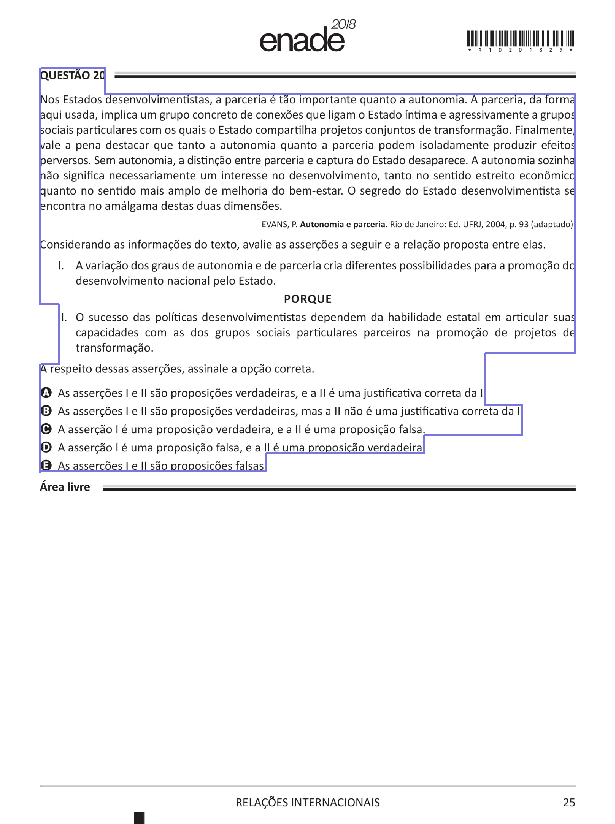 enade 2018
QUESTÃO 20
Nos Estados desenvolvimentistas, a parceria é tão importante quanto a autonomia. A parceria, da forma
aqui usada, implica um grupo concreto de conexões que ligam o Estado íntima e agressivamente a grupos
sociais particulares com os quais o Estado compartilha projetos conjuntos de transformação. Finalmente,
vale a pena destacar que tanto a autonomia quanto a parceria podem isoladamente produzir efeitos
perversos. Sem autonomia, a distinção entre parceria e captura do Estado desaparece. A autonomia sozinha
não significa necessariamente um interesse no desenvolvimento, tanto no sentido estreito econômico
quanto no sentido mais amplo de melhoria do bem-estar. O segredo do Estado desenvolvimentista se
encontra no amálgama destas duas dimensões.
EVANS, P. Autonomia e parceria. Rio de Janeiro: Ed. UFRJ, 2004, p. 93 (adaptado).
Considerando as informações do texto, avalie as asserções a seguir e a relação proposta entre elas.
I. A variação dos graus de autonomia e de parceria cria diferentes possibilidades para a promoção do
desenvolvimento nacional pelo Estado.
PORQUE
I. O sucesso das políticas desenvolvimentistas dependem da habilidade estatal em articular suas
capacidades com as dos grupos sociais particulares parceiros na promoção de projetos de
transformação.
A respeito dessas asserções, assinale a opção correta.
A As asserções I e II são proposições verdadeiras, e a II é uma justificativa correta da I.
B As asserções I e II são proposições verdadeiras, mas a II não é uma justificativa correta da I.
C A asserção I é uma proposição verdadeira, e a II é uma proposição falsa.
D A asserção I é uma proposição falsa, e a II é uma proposição verdadeira.
E As asserções I e II são proposições falsas.
Área livre
RELAÇÕES INTERNACIONAIS 25